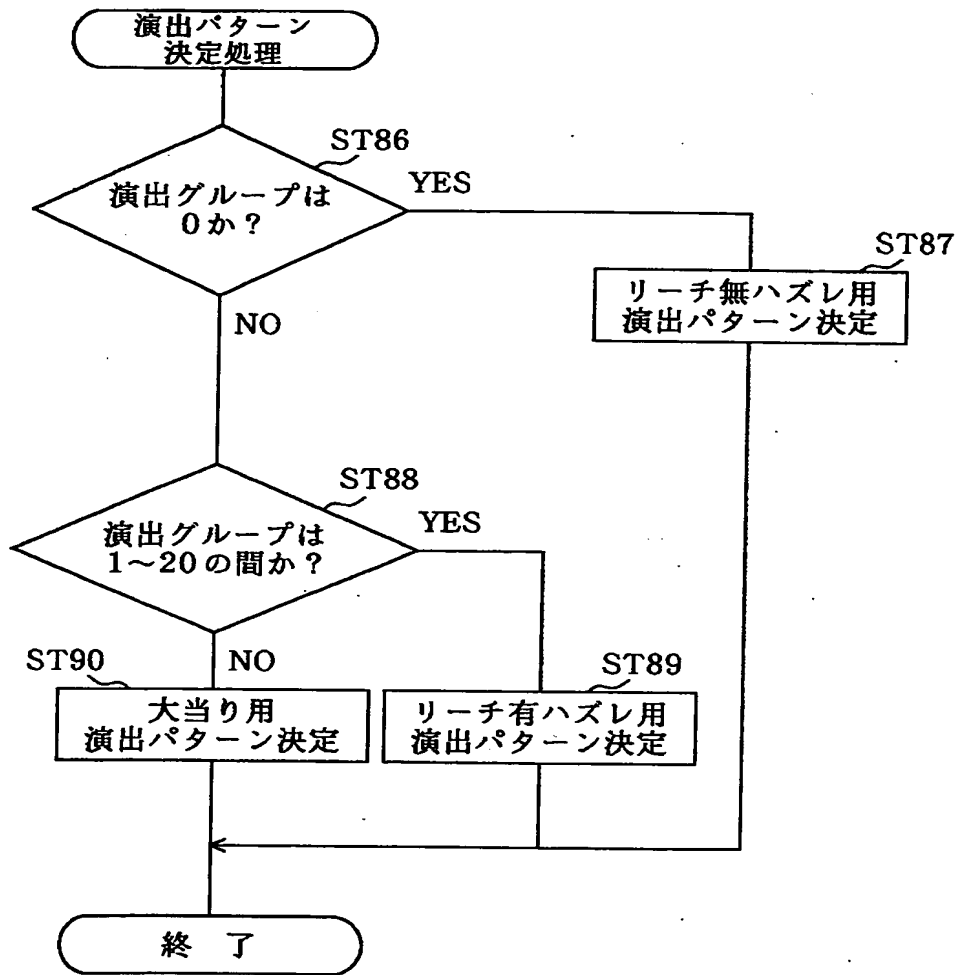 演出パターン
決定処理
ST86
演出グループは
0か？
YES
NO
ST87
リーチ無ハズレ用
演出パターン決定
ST88
演出グループは
1～20の間か？
YES
NO
ST90
大当り用
演出パターン決定
ST89
リーチ有ハズレ用
演出パターン決定
終 了